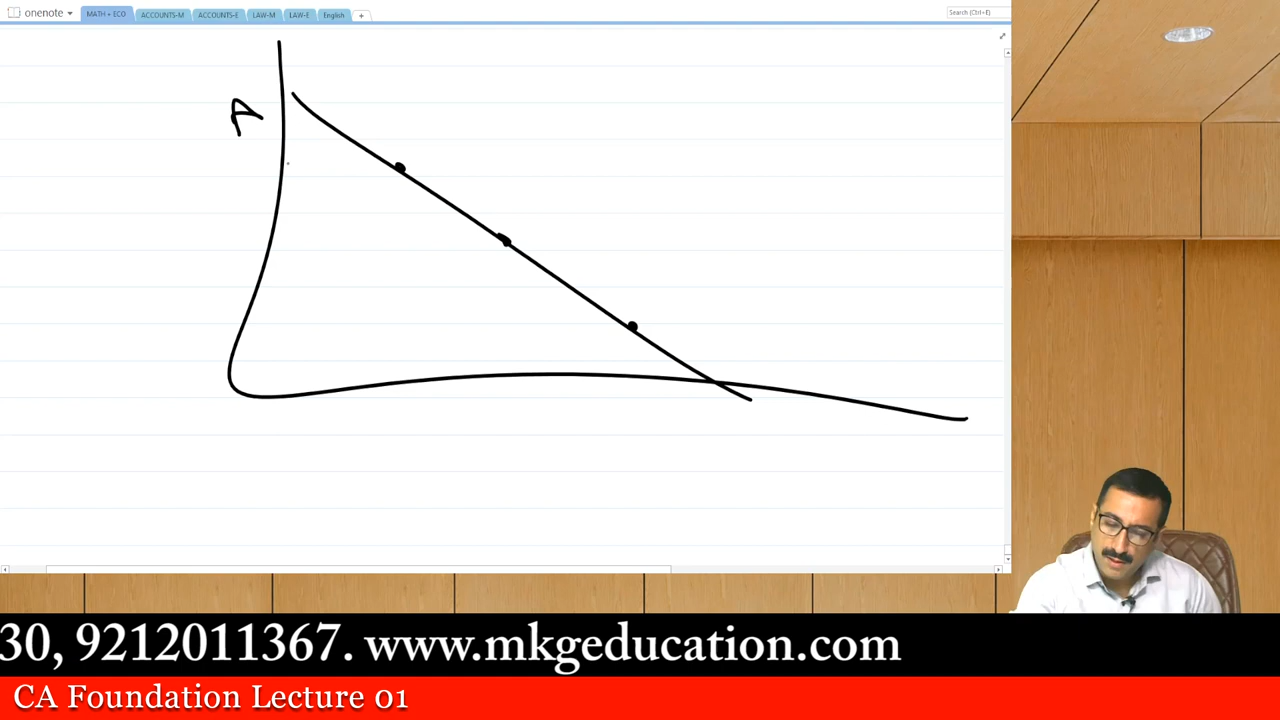 onenote MATH + ECO ACCOUNTS-M ACCOUNTS-E LAW-M LAW-E English +
Search (Ctrl+E)
A
30, 9212011367. www.mkgeducation.com
CA Foundation Lecture 01